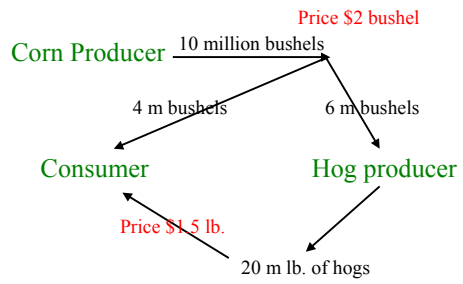 Price $2 bushel
Corn Producer
10 million bushels
4 m bushels
6 m bushels
Consumer
Hog producer
Price $1.5 lb.
20 m lb. of hogs